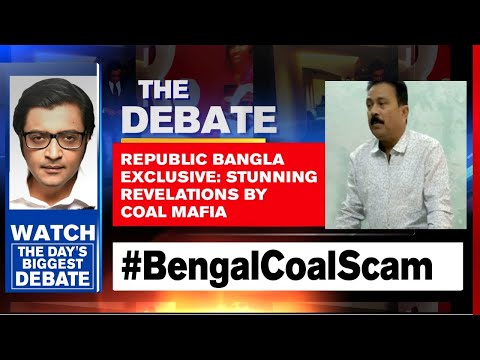 THE
DEBATE
REPUBLIC BANGLA
EXCLUSIVE: STUNNING
REVELATIONS BY
COAL MAFIA
WATCH
THE DAY'S
BIGGEST
DEBATE
#BengalCoalScam